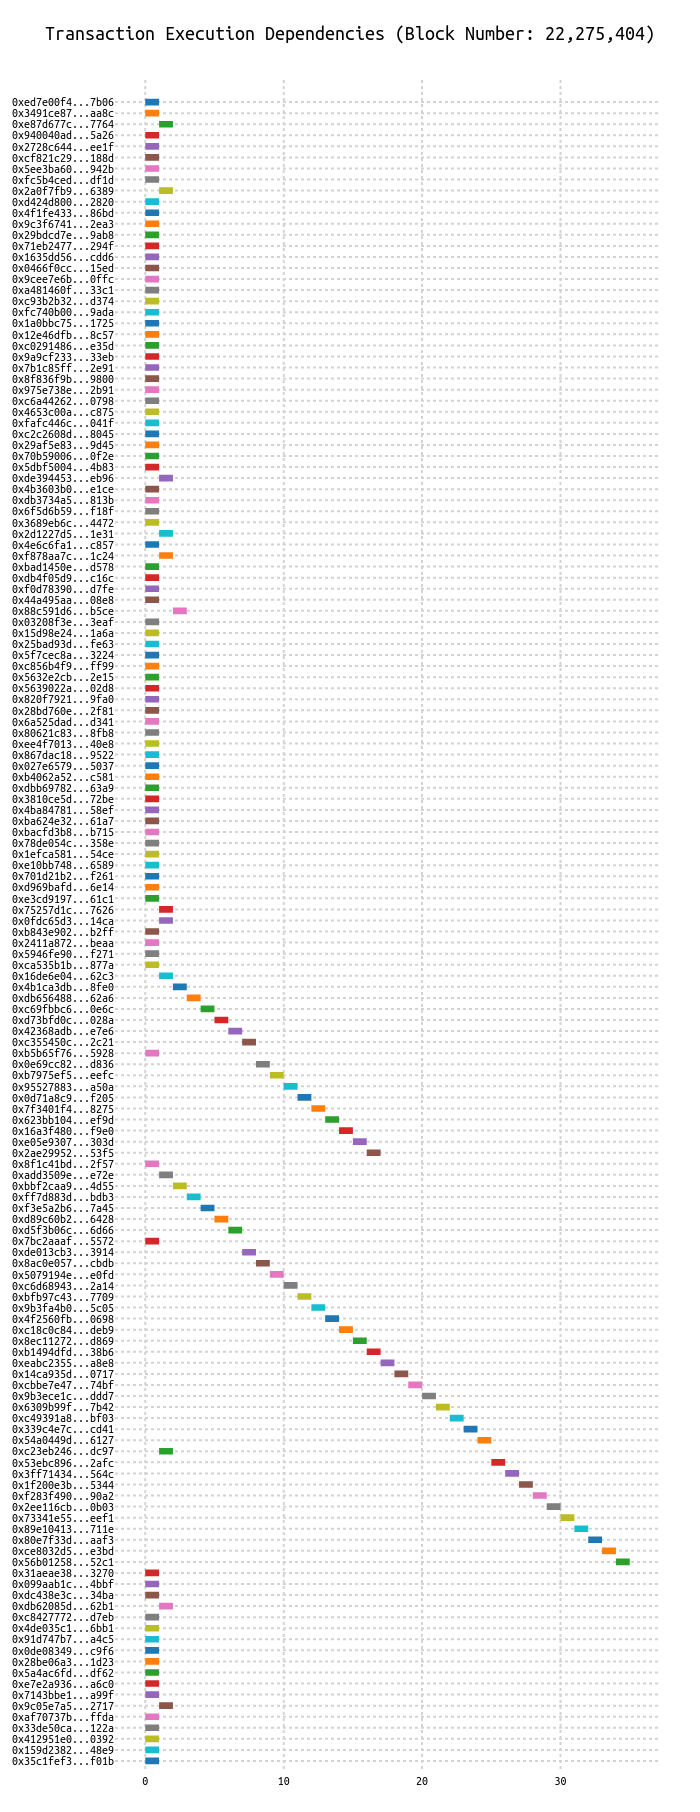 Transaction Execution Dependencies (Block Number: 22,275,404)
0xed7e00f4...7b06
0x3491ce87...aa8c
0xe87d677c...7764
0x940040ad...5a26
0x2728c644...ee1f
0xcf821c29...188d
0x5ee3ba60...942b
0xfc5b4ced...df1d
0x2a0f7fb9...6389
0xd424d800...2820
0x4f1fe433...86bd
0x9c3f6741...2ea3
0x29bdcd7e...9ab8
0x71eb2477...294f
0x1635dd56...cdd6
0x0466f0cc...15ed
0x9cee7e6b...0ffc
0xa481460f...33c1
0xc93b2b32...d374
0xfc740b00...9ada
0x1a0bbc75...1725
0x12e46dfb...8c57
0xc0291486...e35d
0x9a9cf233...33eb
0x7b1c85ff...2e91
0x8f836f9b...9800
0x975e738e...2b91
0xc6a44262...0798
0x4653c00a...c875
0xfafc446c...041f
0xc2c2608d...8045
0x29af5e83...9d45
0x70b59006...0f2e
0x5dbf5004...4b83
0xde394453...eb96
0x4b3603b0...e1ce
0xdb3734a5...813b
0x6f5d6b59...f18f
0x3689eb6c...4472
0x2d1227d5...1e31
0x4e6c6fa1...c857
0xf878aa7c...1c24
0xbad1450e...d578
0xdb4f05d9...c16c
0xf0d78390...d7fe
0x44a495aa...08e8
0x88c591d6...b5ce
0x03208f3e...3eaf
0x15d98e24...1a6a
0x25bad93d...fe63
0x5f7cec8a...3224
0xc856b4f9...ff99
0x5632e2cb...2e15
0x5639022a...02d8
0x820f7921...9fa0
0x28bd760e...2f81
0x6a525dad...d341
0x80621c83...8fb8
0xee4f7013...40e8
0x867dac18...9522
0x027e6579...5037
0xb4062a52...c581
0xdbb69782...63a9
0x3810ce5d...72be
0x4ba84781...58ef
0xba624e32...61a7
0xbacfd3b8...b715
0x78de054c...358e
0x1efca581...54ce
0xe10bb748...6589
0x701d21b2...f261
0xd969bafd...6e14
0xe3cd9197...61c1
0x75257d1c...7626
0x0fdc65d3...14ca
0xb843e902...b2ff
0x2411a872...beaa
0x5946fe90...f271
0xca535b1b...877a
0x16de6e04...62c3
0x4b1ca3db...8fe0
0xdb656488...62a6
0xc69fbbc6...0e6c
0xd73bfd0c...028a
0x42368adb...e7e6
0xc355450c...2c21
0xb5b65f76...5928
0x0e69cc82...d836
0xb7975ef5...eefc
0x95527883...a50a
0x0d71a8c9...f205
0x7f3401f4...8275
0x623bb104...ef9d
0x16a3f480...f9e0
0xe05e9307...303d
0x2ae29952...53f5
0x8f1c41bd...2f57
0xadd3509e...e72e
0xbbf2caa9...4d55
0xff7d883d...bdb3
0xf3e5a2b6...7a45
0xd89c60b2...6428
0xd5f3b06c...6d66
0x7bc2aaaf...5572
0xde013cb3...3914
0x8ac0e057...cbdb
0x5079194e...e0fd
0xc6d68943...2a14
0xbfb97c43...7709
0x9b3fa4b0...5c05
0x4f2560fb...0698
0xc18c0c84...deb9
0x8ec11272...d869
0xb1494dfd...38b6
0xeabc2355...a8e8
0x14ca935d...0717
0xcbbe7e47...74bf
0x9b3ece1c...ddd7
0x6309b99f...7b42
0xc49391a8...bf03
0x339c4e7c...cd41
0x54a0449d...6127
0xc23eb246...dc97
0x53ebc896...2afc
0x3ff71434...564c
0x1f200e3b...5344
0xf283f490...90a2
0x2ee116cb...0b03
0x73341e55...eef1
0x89e10413...711e
0x80e7f33d...aaf3
0xce8032d5...e3bd
0x56b01258...52c1
0x31aeae38...3270
0x099aab1c...4bbf
0xdc438e3c...34ba
0xdb62085d...62b1
0xc8427772...d7eb
0x4de035c1...6bb1
0x91d747b7...a4c5
0x0de08349...c9f6
0x28be06a3...1d23
0x5a4ac6fd...df62
0xe7e2a936...a6c0
0x7143bbe1...a99f
0x9c05e7a5...2717
0xaf70737b...ffda
0x33de50ca...122a
0x412951e0...0392
0x159d2382...48e9
0x35c1fef3...f01b
0 10 20 30